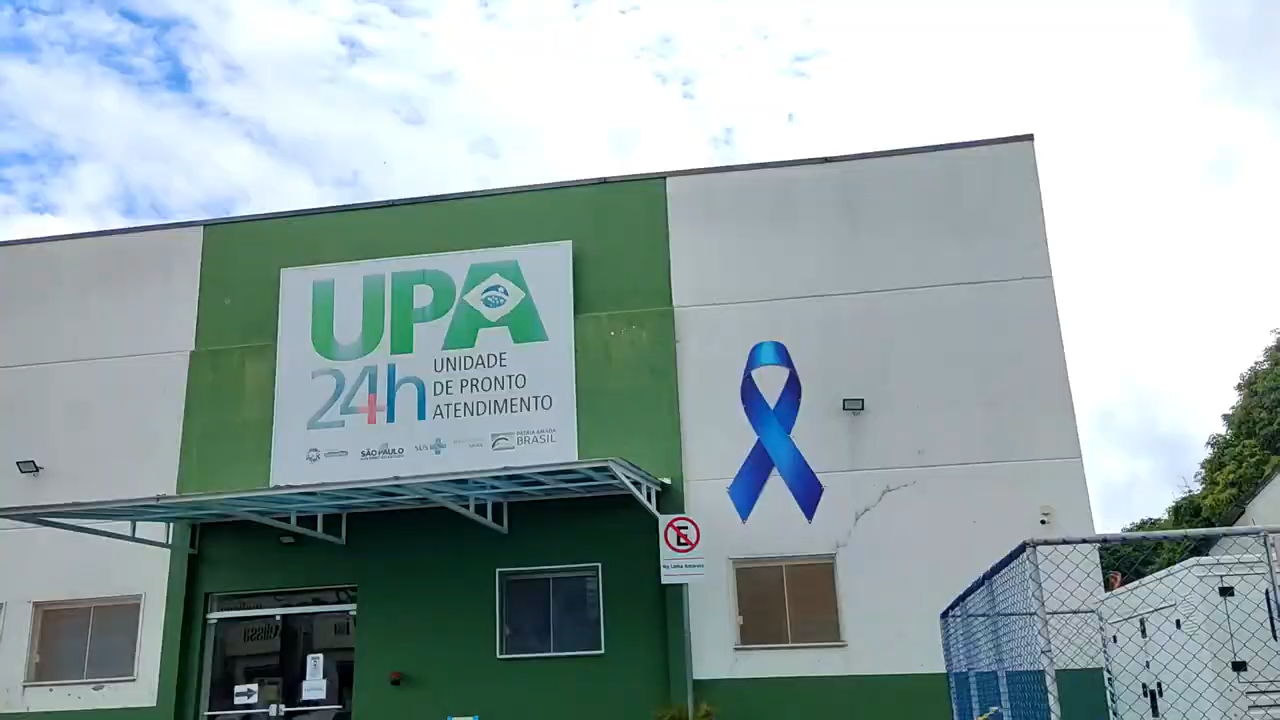 UPA
24h
UNIDADE
DE PRONTO
ATENDIMENTO
SÃO PAULO
SUS
PÁTRIA AMADA
BRASIL
E